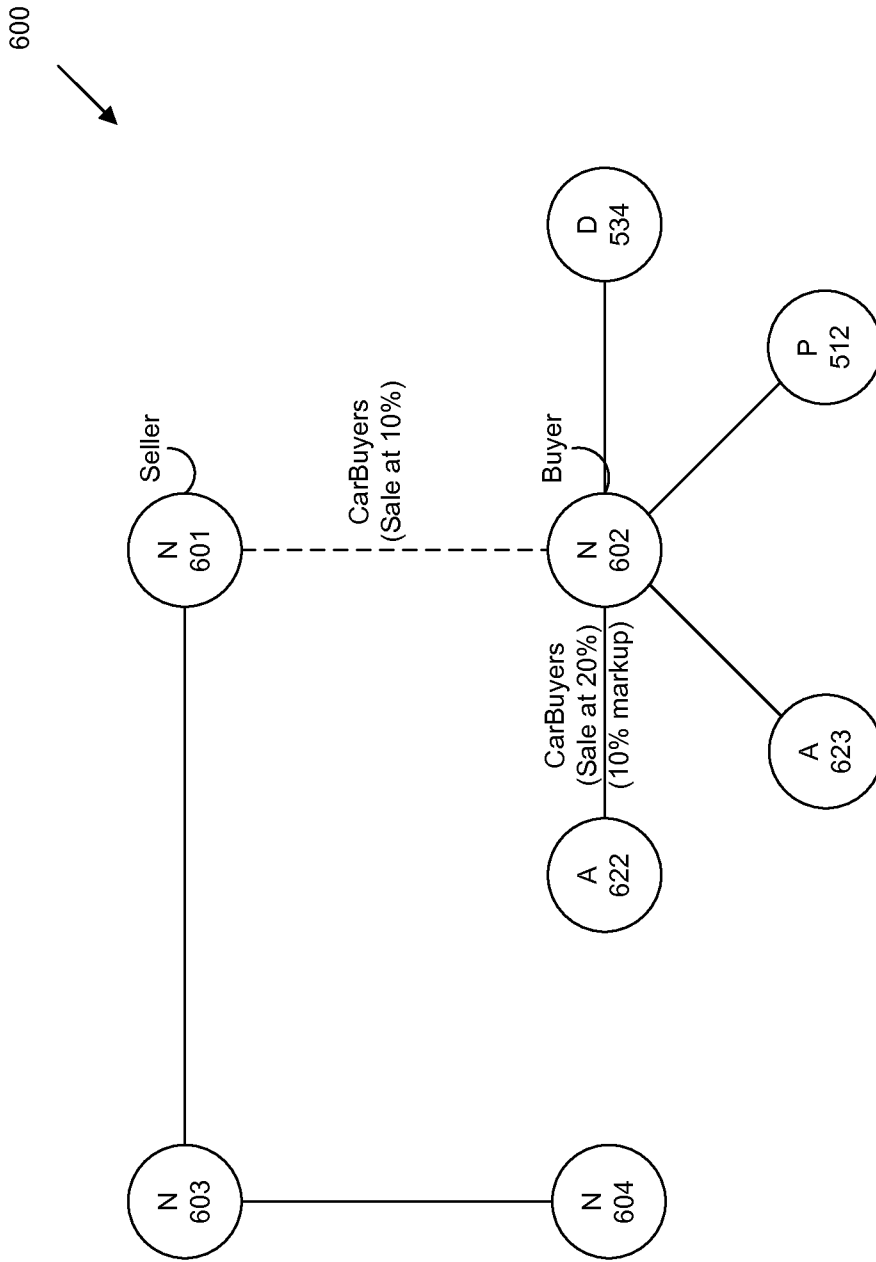 600
N
603
N
601
Seller
CarBuyers
(Sale at 10%)
N
604
A
622
CarBuyers
(Sale at 20%)
(10% markup)
N
602
Buyer
D
534
A
623
P
512